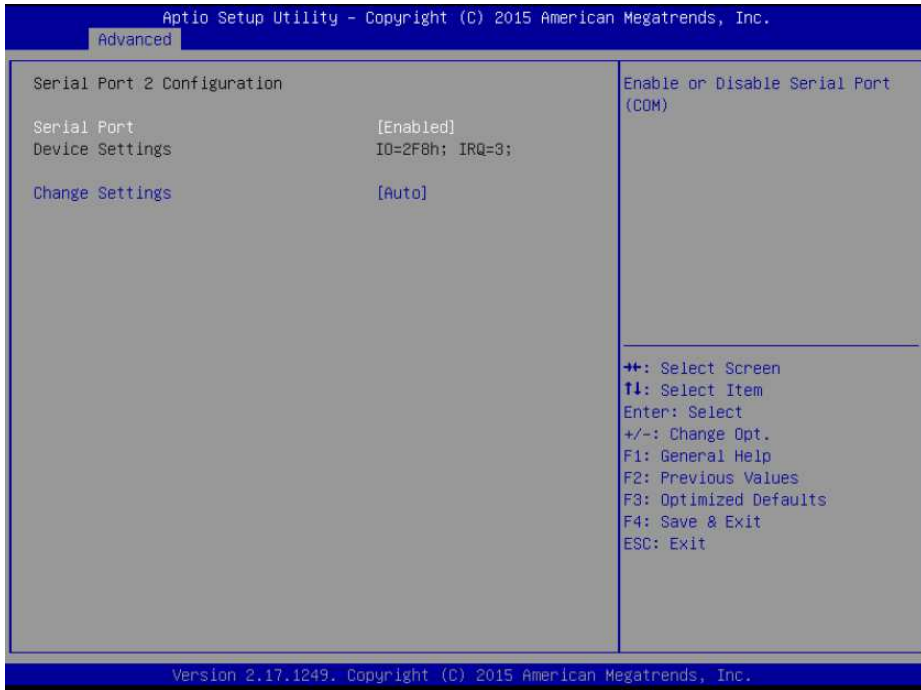 Aptio Setup Utility – Copyright (C) 2015 American Megatrends, Inc.
Advanced
Serial Port 2 Configuration
Serial Port [Enabled]
Device Settings IO=2F8h; IRQ=3;
Change Settings [Auto]
Enable or Disable Serial Port
(COM)
→←: Select Screen
↑↓: Select Item
Enter: Select
+/-: Change Opt.
F1: General Help
F2: Previous Values
F3: Optimized Defaults
F4: Save & Exit
ESC: Exit
Version 2.17.1249. Copyright (C) 2015 American Megatrends, Inc.